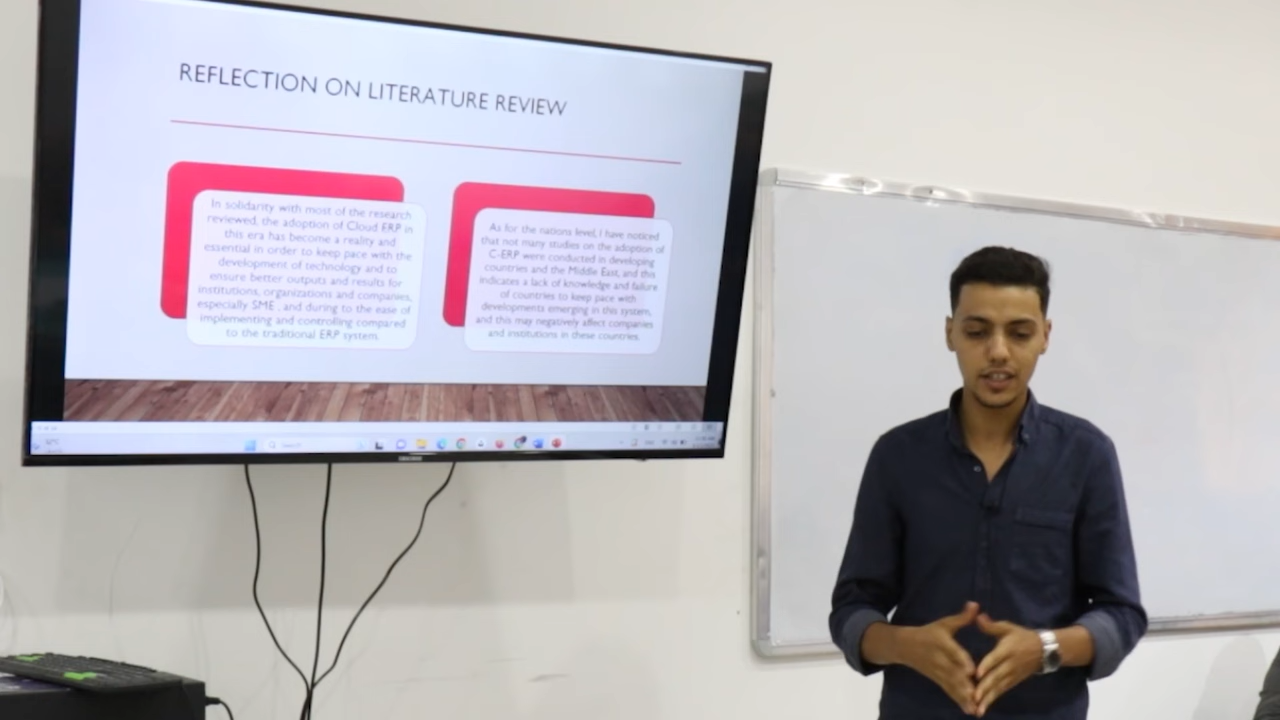 REFLECTION ON LITERATURE REVIEW
In solidarity with most of the research
reviewed, the adoption of Cloud ERP in
this era has become a reality and
essential in order to keep pace with the
development of technology and to
ensure better outputs and results for
institutions, organizations and companies,
especially SME , and during to the ease of
implementing and controlling compared
to the traditional ERP system.
As for the nations level, I have noticed
that not many studies on the adoption of
C-ERP were conducted in developing
countries and the Middle East, and this
indicates a lack of knowledge and failure
of countries to keep pace with
developments emerging in this system,
and this may negatively affect companies
and institutions in these countries.
Search